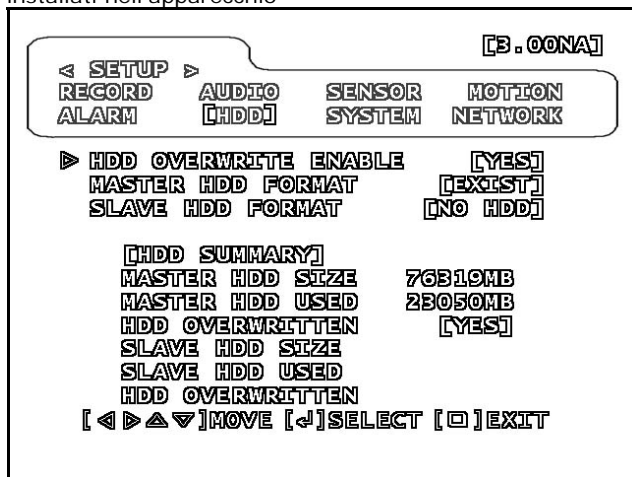 installati nell'apparecchio
[3.00NA]
< SETUP >
RECORD AUDIO SENSOR MOTION
ALARM [HDD] SYSTEM NETWORK
▷ HDD OVERWRITE ENABLE [YES]
MASTER HDD FORMAT [EXIST]
SLAVE HDD FORMAT [NO HDD]
[HDD SUMMARY]
MASTER HDD SIZE 76319MB
MASTER HDD USED 23050MB
HDD OVERWRITTEN [YES]
SLAVE HDD SIZE
SLAVE HDD USED
HDD OVERWRITTEN
[◁▷△▽]MOVE [↲]SELECT [□]EXIT